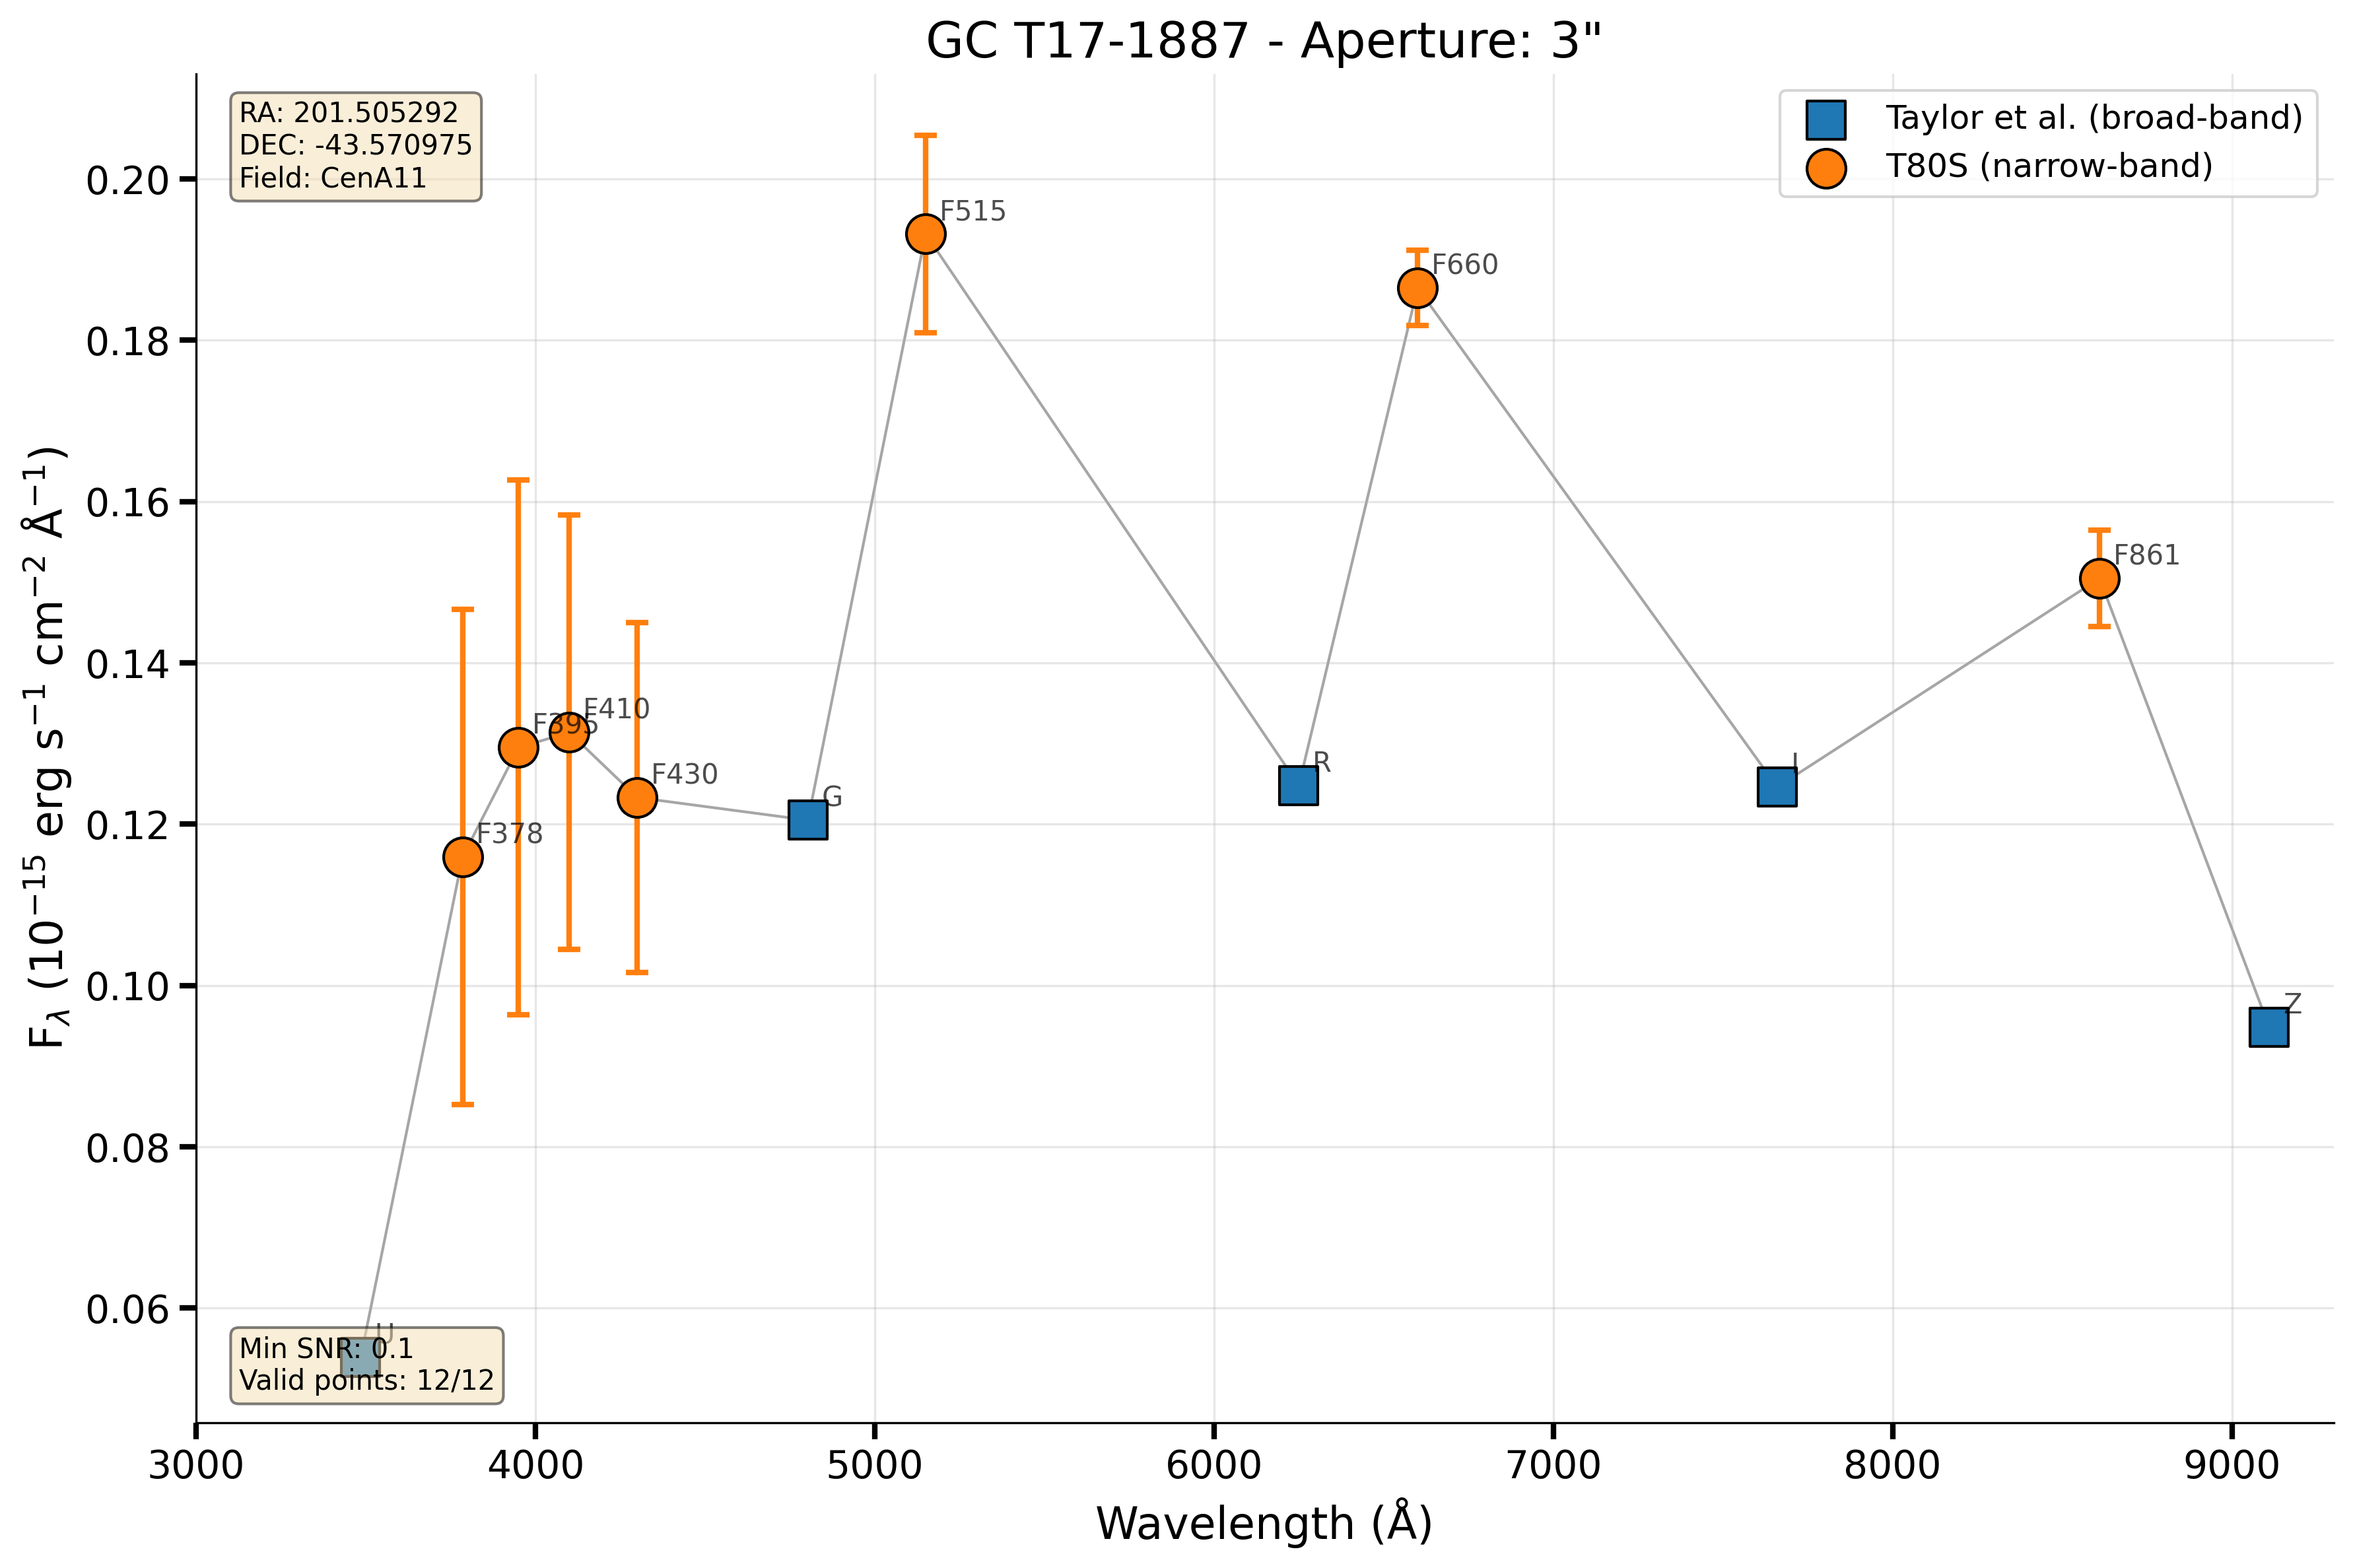 GC T17-1887 - Aperture: 3"
RA: 201.505292
DEC: -43.570975
Field: CenA11
Taylor et al. (broad-band)
T80S (narrow-band)
F515
F660
F861
F410
F395
F430
F378
G
R
I
Z
U
Min SNR: 0.1
Valid points: 12/12
0.20
0.18
0.16
0.14
0.12
0.10
0.08
0.06
Fλ (10⁻¹⁵ erg s⁻¹ cm⁻² Å⁻¹)
3000 4000 5000 6000 7000 8000 9000
Wavelength (Å)